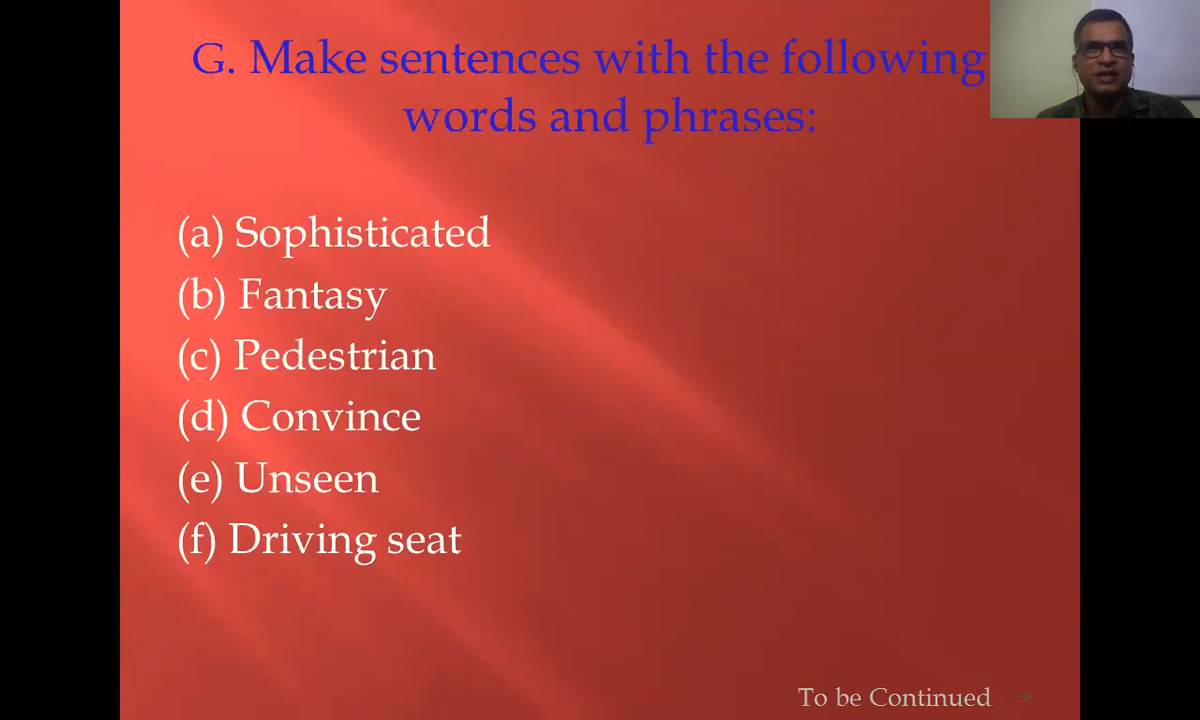 G. Make sentences with the following
words and phrases:
(a) Sophisticated
(b) Fantasy
(c) Pedestrian
(d) Convince
(e) Unseen
(f) Driving seat
To be Continued →